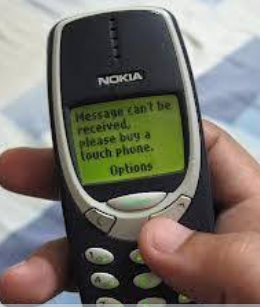 NOKIA
Message can't be
received,
please buy a
touch phone.
Options